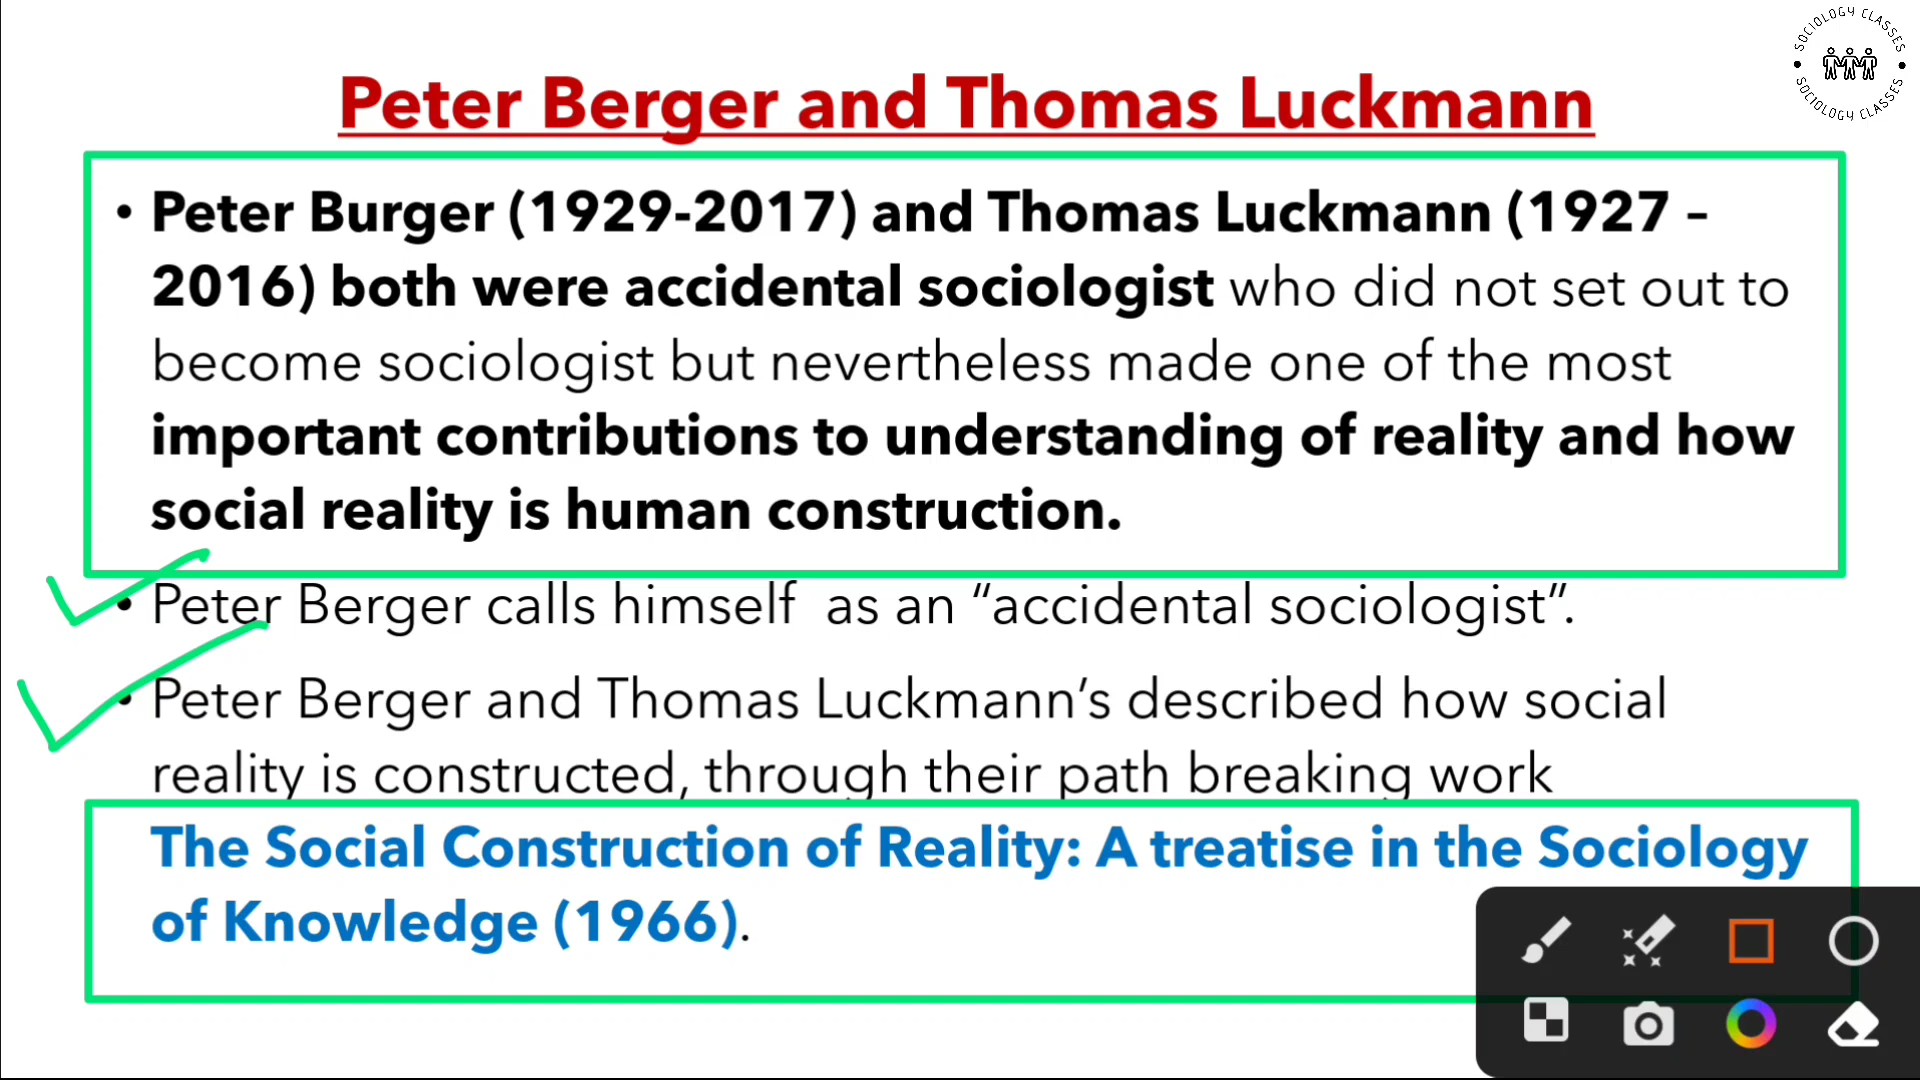 SOCIOLOGY CLASSES
SOCIOLOGY CLASSES
Peter Berger and Thomas Luckmann
• Peter Burger (1929-2017) and Thomas Luckmann (1927 –
2016) both were accidental sociologist who did not set out to
become sociologist but nevertheless made one of the most
important contributions to understanding of reality and how
social reality is human construction.
• Peter Berger calls himself as an “accidental sociologist”.
• Peter Berger and Thomas Luckmann’s described how social
reality is constructed, through their path breaking work
The Social Construction of Reality: A treatise in the Sociology
of Knowledge (1966).